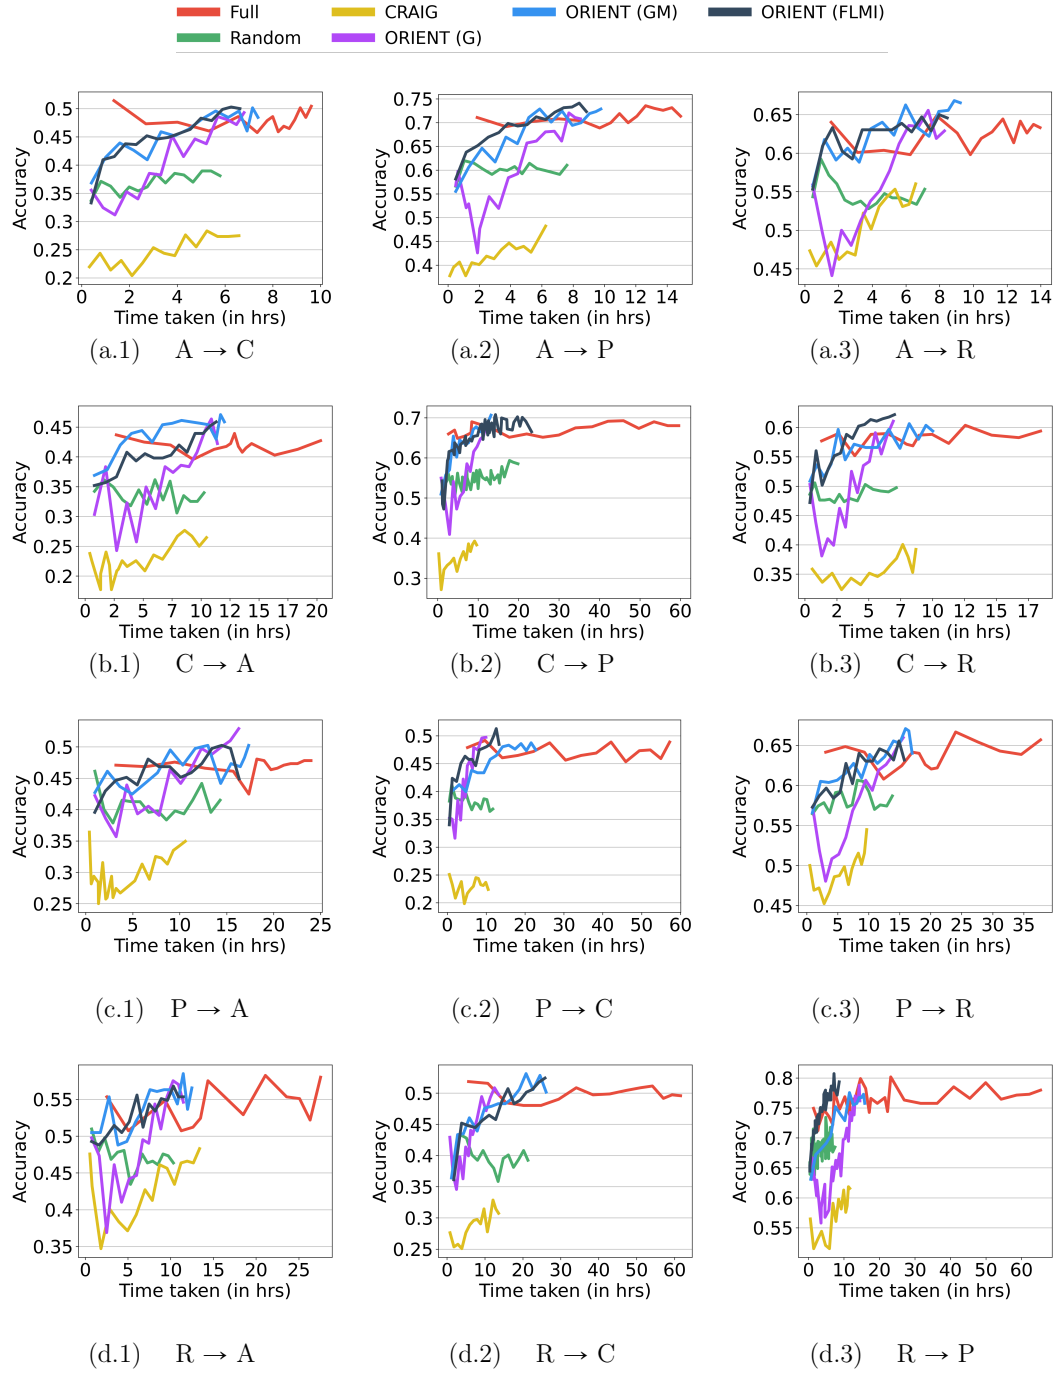 Full CRAIG ORIENT (GM) ORIENT (FLMI)
Random ORIENT (G)
0.5 0.45 0.4 0.35 0.3 0.25 0.2
Accuracy
0 2 4 6 8 10
Time taken (in hrs)
(a.1) A → C
0.75 0.7 0.65 0.6 0.55 0.5 0.45 0.4
Accuracy
0 2 4 6 8 10 12 14
Time taken (in hrs)
(a.2) A → P
0.65 0.6 0.55 0.5 0.45
Accuracy
0 2 4 6 8 10 12 14
Time taken (in hrs)
(a.3) A → R
0.45 0.4 0.35 0.3 0.25 0.2
Accuracy
0 2 5 7 10 12 15 17 20
Time taken (in hrs)
(b.1) C → A
0.7 0.6 0.5 0.4 0.3
Accuracy
0 10 20 30 40 50 60
Time taken (in hrs)
(b.2) C → P
0.6 0.55 0.5 0.45 0.4 0.35
Accuracy
0 2 5 7 10 12 17
Time taken (in hrs)
(b.3) C → R
0.5 0.45 0.4 0.35 0.3 0.25
Accuracy
0 5 10 15 20 25
Time taken (in hrs)
(c.1) P → A
0.5 0.45 0.4 0.35 0.3 0.25 0.2
Accuracy
0 10 20 30 40 50 60
Time taken (in hrs)
(c.2) P → C
0.65 0.6 0.55 0.5 0.45
Accuracy
0 5 10 15 20 25 30 35
Time taken (in hrs)
(c.3) P → R
0.55 0.5 0.45 0.4 0.35
Accuracy
0 5 10 15 20 25
Time taken (in hrs)
(d.1) R → A
0.5 0.45 0.4 0.35 0.3 0.25
Accuracy
0 10 20 30 40 50 60
Time taken (in hrs)
(d.2) R → C
0.8 0.75 0.7 0.65 0.6 0.55
Accuracy
0 10 20 30 40 50 60
Time taken (in hrs)
(d.3) R → P